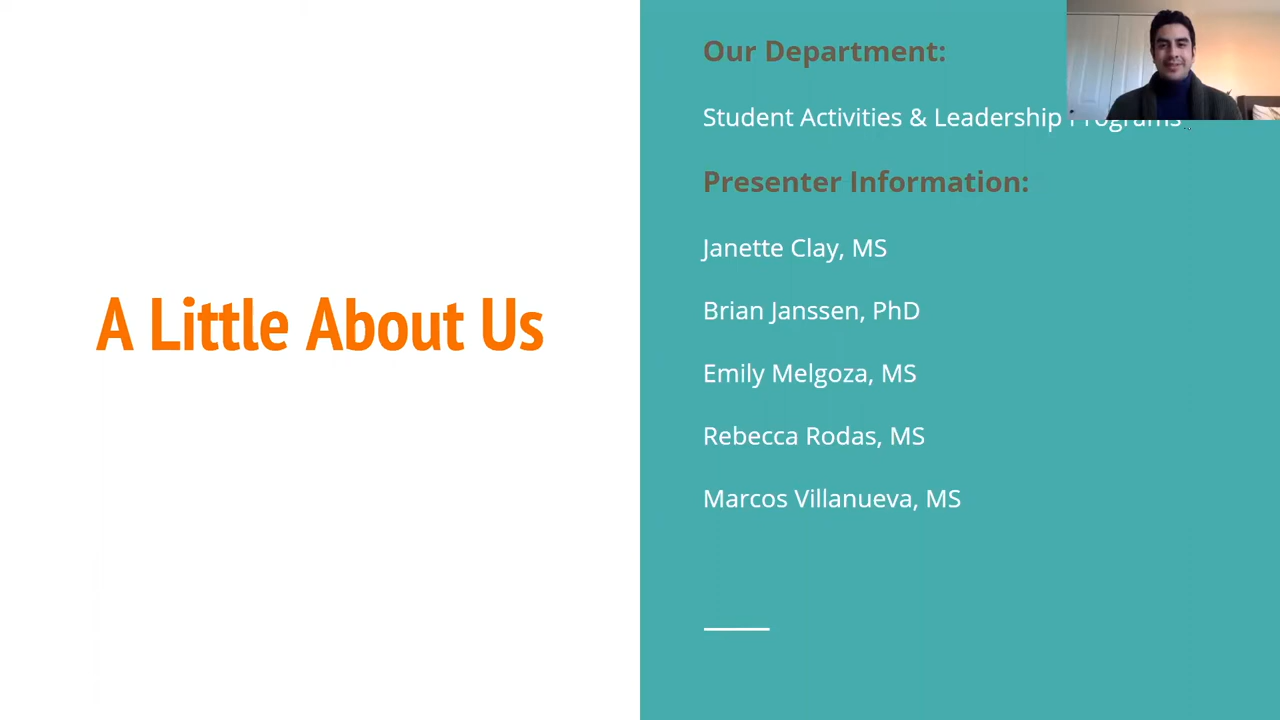 A Little About Us
Our Department:
Student Activities & Leadership Programs
Presenter Information:
Janette Clay, MS
Brian Janssen, PhD
Emily Melgoza, MS
Rebecca Rodas, MS
Marcos Villanueva, MS